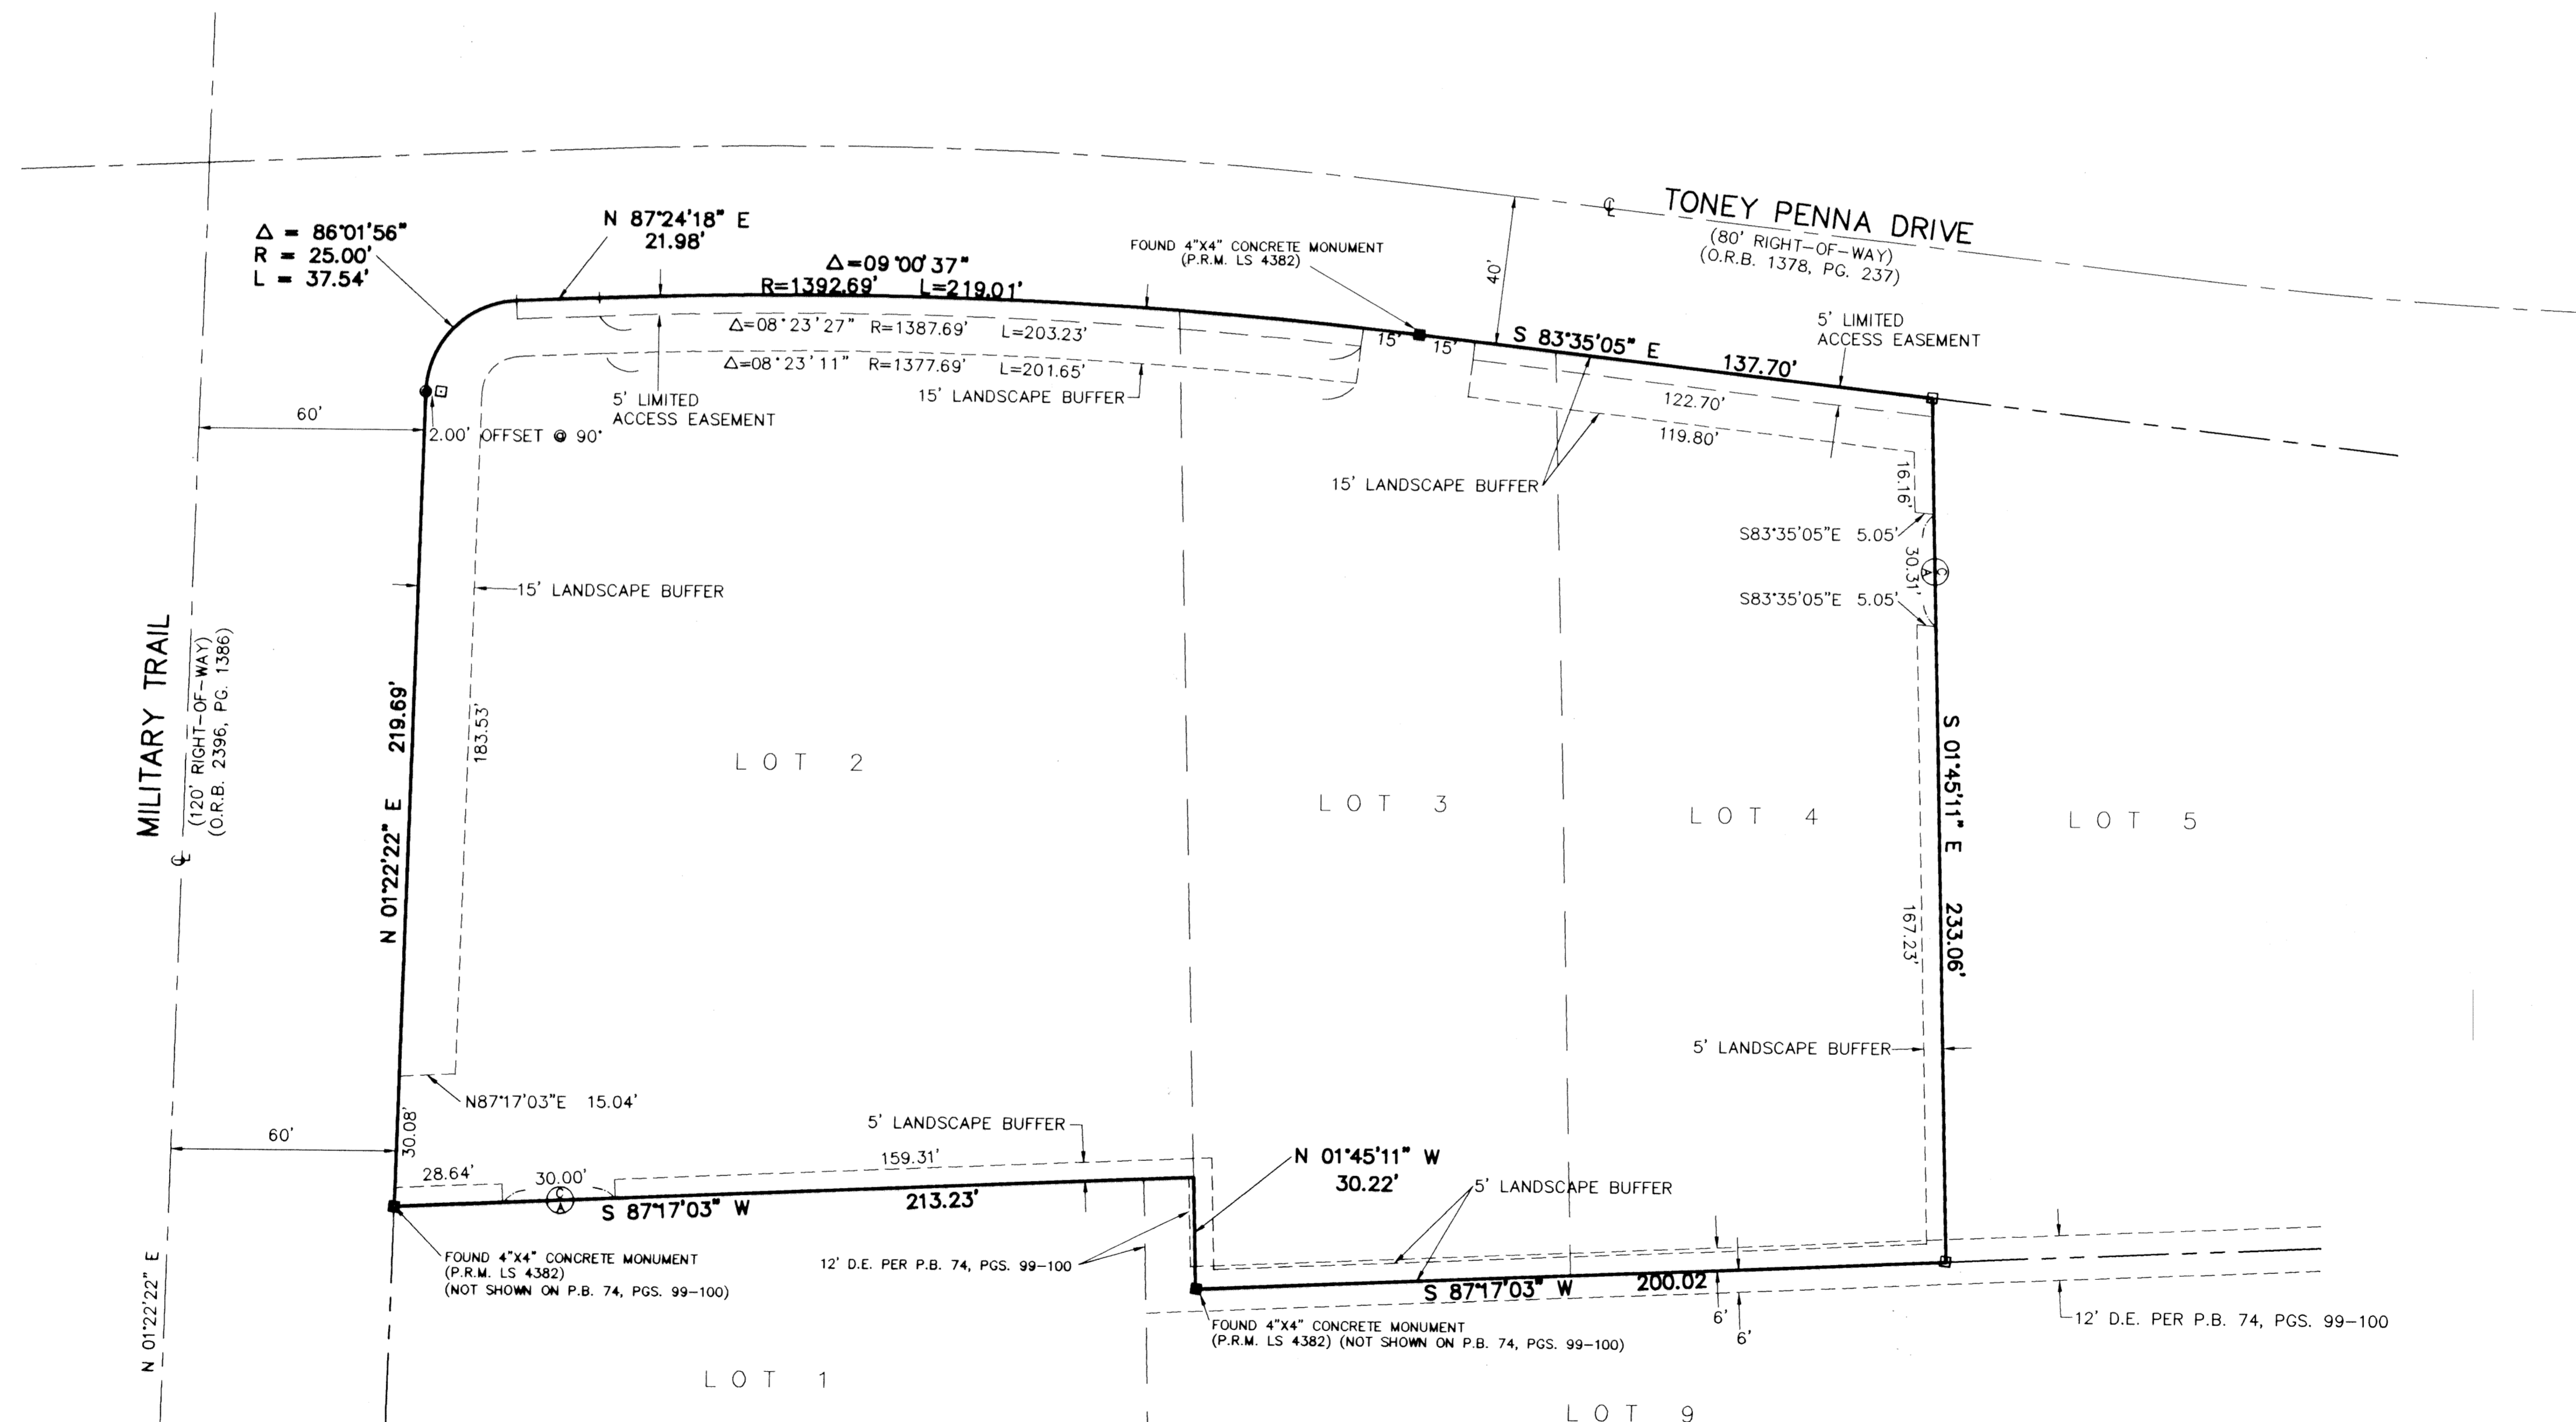 TONEY PENNA DRIVE
(80' RIGHT-OF-WAY)
(O.R.B. 1378, PG. 237)
N 87°24'18" E
21.98'
Δ = 86°01'56"
R = 25.00'
L = 37.54'
Δ=09°00'37"
R=1392.69' L=219.01'
FOUND 4"X4" CONCRETE MONUMENT
(P.R.M. LS 4382)
40'
Δ=08°23'27" R=1387.69' L=203.23'
Δ=08°23'11" R=1377.69' L=201.65'
15'
15'
S 83°35'05" E 137.70'
5' LIMITED
ACCESS EASEMENT
122.70'
119.80'
5' LIMITED
ACCESS EASEMENT
15' LANDSCAPE BUFFER
60'
2.00' OFFSET @ 90°
15' LANDSCAPE BUFFER
16.16'
S83°35'05"E 5.05'
30.31'
C
A
S83°35'05"E 5.05'
15' LANDSCAPE BUFFER
MILITARY TRAIL
(120' RIGHT-OF-WAY)
(O.R.B. 2396, PG. 1386)
N 01°22'22" E 219.69'
183.53'
LOT 2
LOT 3
LOT 4
LOT 5
S 01°45'11" E 233.06'
167.23'
5' LANDSCAPE BUFFER
N87°17'03"E 15.04'
30.08'
60'
5' LANDSCAPE BUFFER
28.64'
30.00'
159.31'
C
A
S 87°17'03" W 213.23'
N 01°45'11" W
30.22'
5' LANDSCAPE BUFFER
FOUND 4"X4" CONCRETE MONUMENT
(P.R.M. LS 4382)
(NOT SHOWN ON P.B. 74, PGS. 99-100)
12' D.E. PER P.B. 74, PGS. 99-100
S 87°17'03" W 200.02
6'
6'
FOUND 4"X4" CONCRETE MONUMENT
(P.R.M. LS 4382) (NOT SHOWN ON P.B. 74, PGS. 99-100)
12' D.E. PER P.B. 74, PGS. 99-100
N 01°22'22" E
LOT 1
LOT 9